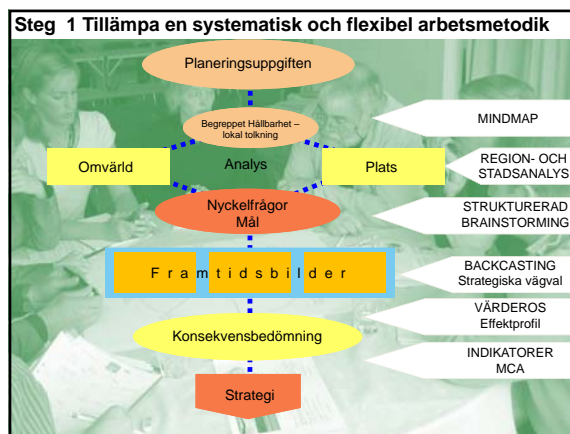 Steg 1 Tillämpa en systematisk och flexibel arbetsmetodik
Planeringsuppgiften
Begreppet Hållbarhet –
lokal tolkning
MINDMAP
Omvärld
Analys
Plats
REGION- OCH
STADSANALYS
Nyckelfrågor
Mål
STRUKTURERAD
BRAINSTORMING
Framtidsbilder
BACKCASTING
Strategiska vägval
VÄRDEROS
Effektprofil
Konsekvensbedömning
INDIKATORER
MCA
Strategi